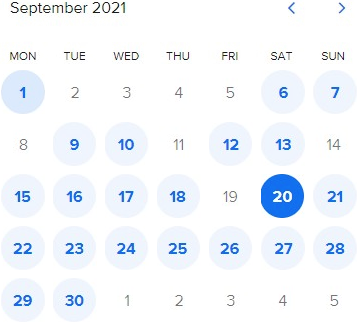 September 2021
MON TUE WED THU FRI SAT SUN
1 2 3 4 5 6 7
8 9 10 11 12 13 14
15 16 17 18 19 20 21
22 23 24 25 26 27 28
29 30 1 2 3 4 5